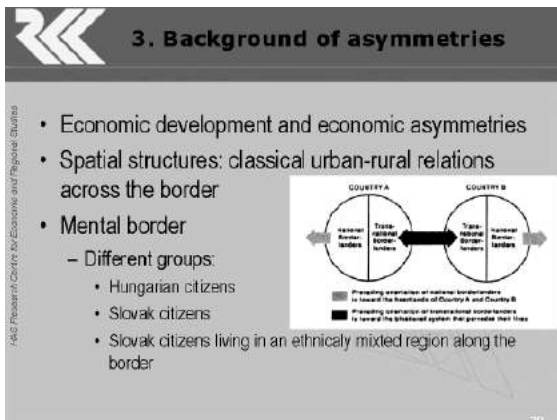 3. Background of asymmetries
HAS Research Centre for Economic and Regional Studies
• Economic development and economic asymmetries
• Spatial structures: classical urban-rural relations
across the border
• Mental border
– Different groups:
• Hungarian citizens
• Slovak citizens
• Slovak citizens living in an ethnicaly mixted region along the
border
COUNTRY A
COUNTRY B
National
Border-
landers
Trans-
national
Border-
landers
Trans-
national
Border-
landers
National
Border-
landers
Prevailing orientation of national borderlanders
is toward the heartlands of Country A and Country B
Prevailing orientation of transnational borderlanders
is toward the binational system that pervades their lives